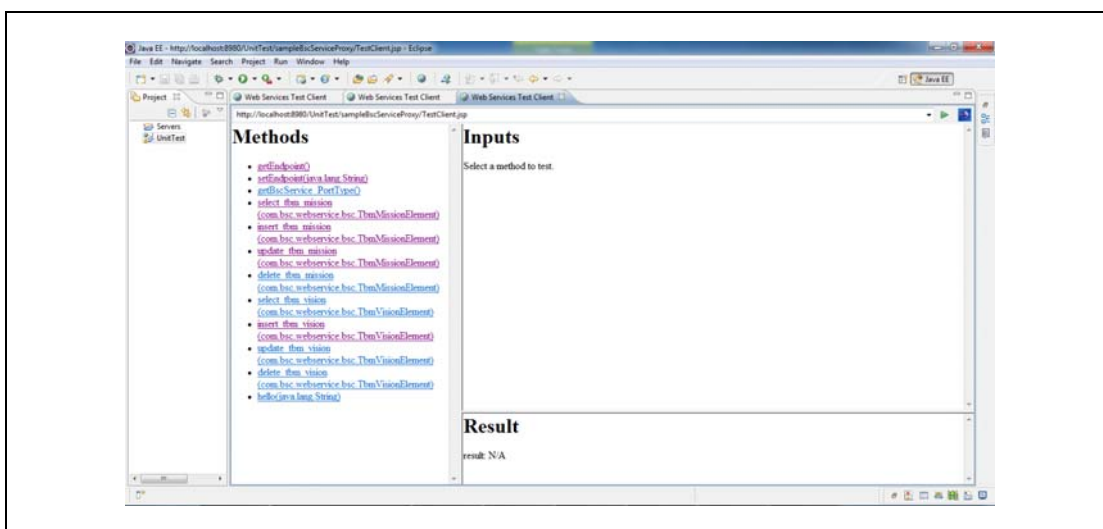 Java EE - http://localhost:8980/UnitTest/sampleBscServiceProxy/TestClient.jsp - Eclipse
File Edit Navigate Search Project Run Window Help
Java EE
Project
Web Services Test Client
Web Services Test Client
Web Services Test Client
http://localhost:8980/UnitTest/sampleBscServiceProxy/TestClient.jsp
Servers
UnitTest
Methods
getEndpoint()
setEndpoint(java.lang.String)
getBscService_PortType()
select_tbm_mission
(com.bsc.webservice.bsc.TbmMissionElement)
insert_tbm_mission
(com.bsc.webservice.bsc.TbmMissionElement)
update_tbm_mission
(com.bsc.webservice.bsc.TbmMissionElement)
delete_tbm_mission
(com.bsc.webservice.bsc.TbmMissionElement)
select_tbm_vision
(com.bsc.webservice.bsc.TbmVisionElement)
insert_tbm_vision
(com.bsc.webservice.bsc.TbmVisionElement)
update_tbm_vision
(com.bsc.webservice.bsc.TbmVisionElement)
delete_tbm_vision
(com.bsc.webservice.bsc.TbmVisionElement)
hello(java.lang.String)
Inputs
Select a method to test.
Result
result: N/A